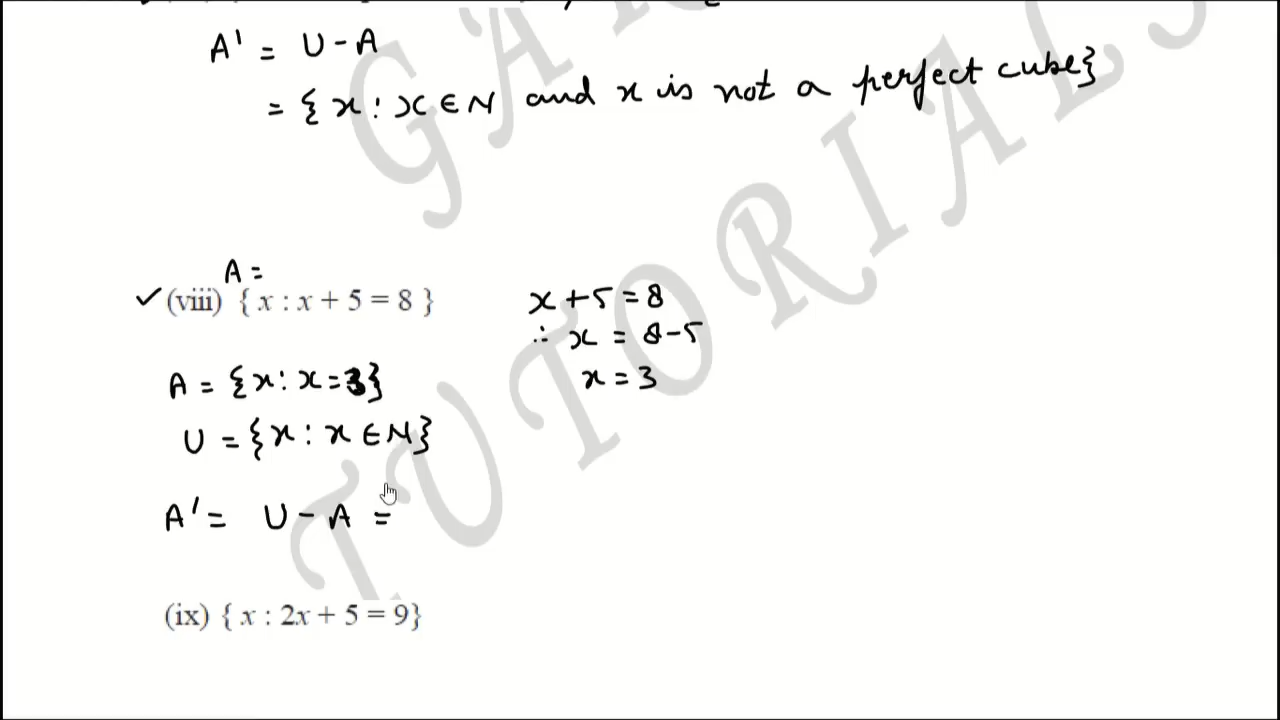 A' = U - A
= { x : x ∈ N and x is not a perfect cube}
A =
(viii) { x : x + 5 = 8 }
x + 5 = 8
∴ x = 8 - 5
x = 3
A = {x : x = 3}
U = {x : x ∈ N}
A' = U - A =
(ix) { x : 2x + 5 = 9}
TUTORIALS